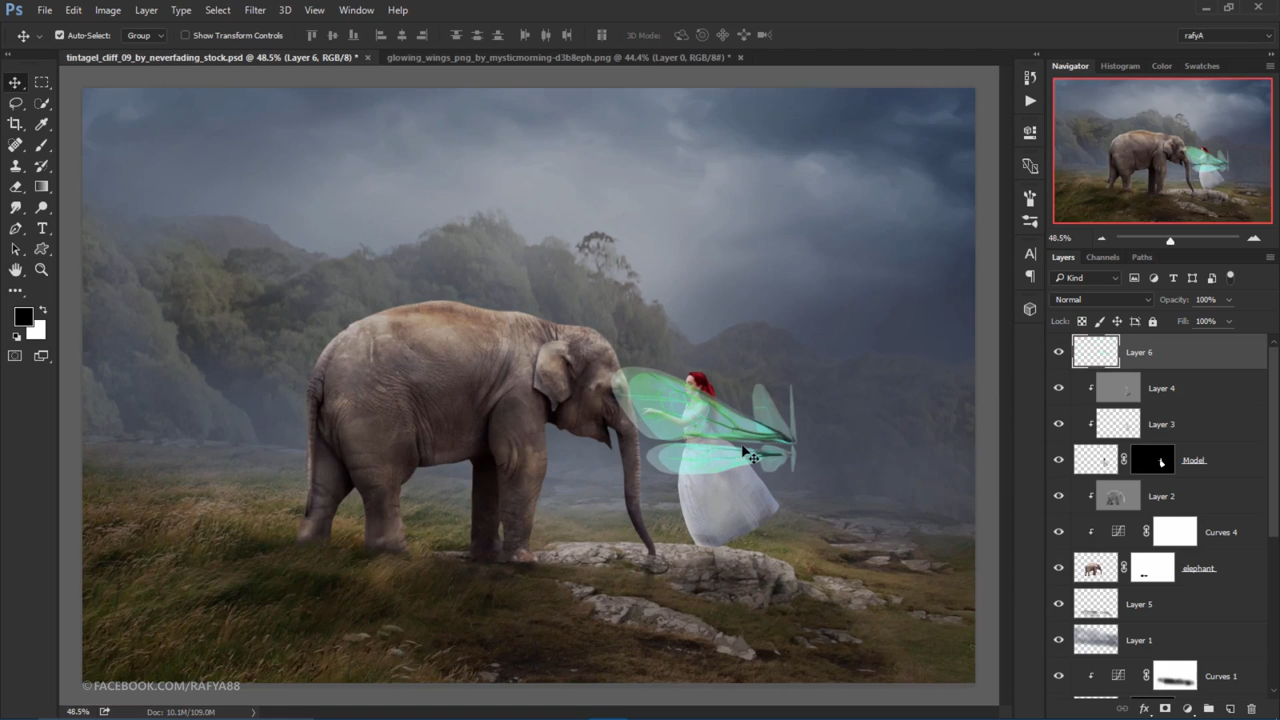 Ps File Edit Image Layer Type Select Filter 3D View Window Help
Auto-Select: Group Show Transform Controls 3D Mode: rafyA
tintagel_cliff_09_by_neverfading_stock.psd @ 48.5% (Layer 6, RGB/8) * × glowing_wings_png_by_mysticmorning-d3b8eph.png @ 44.4% (Layer 0, RGB/8#) * ×
Navigator Histogram Color Swatches
48.5%
Layers Channels Paths
Kind
Normal Opacity: 100%
Lock: Fill: 100%
Layer 6
Layer 4
Layer 3
Model
Layer 2
Curves 4
elephant
Layer 5
Layer 1
Curves 1
©FACEBOOK.COM/RAFYA88
48.5% Doc: 10.1M/109.0M